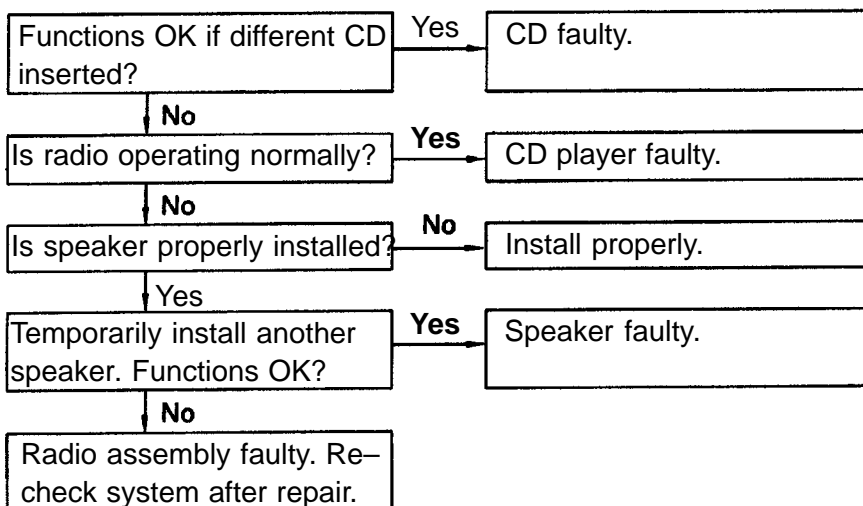 Functions OK if different CD
inserted?
Yes
CD faulty.
No
Is radio operating normally?
Yes
CD player faulty.
No
Is speaker properly installed?
No
Install properly.
Yes
Temporarily install another
speaker. Functions OK?
Yes
Speaker faulty.
No
Radio assembly faulty. Re–
check system after repair.